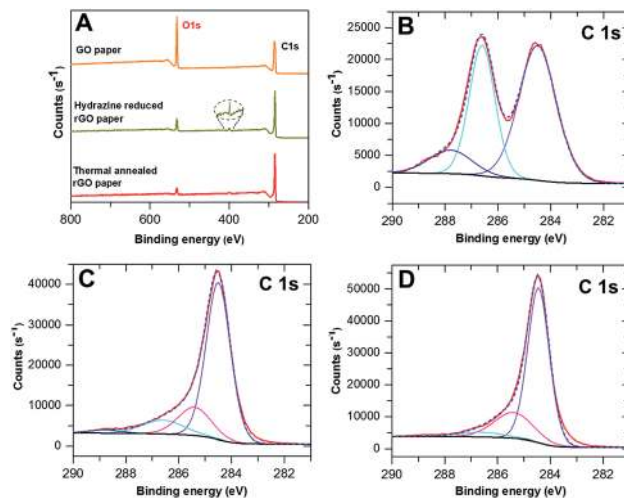 A
O1s
C1s
GO paper
Hydrazine reduced
rGO paper
Thermal annealed
rGO paper
Counts (s⁻¹)
800 600 400 200
Binding energy (eV)
B
C 1s
25000
20000
15000
10000
5000
0
Counts (s⁻¹)
290 288 286 284 282
Binding energy (eV)
C
C 1s
40000
30000
20000
10000
0
Counts (s⁻¹)
290 288 286 284 282
Binding energy (eV)
D
C 1s
60000
50000
40000
30000
20000
10000
0
Counts (s⁻¹)
290 288 286 284 282
Binding energy (eV)